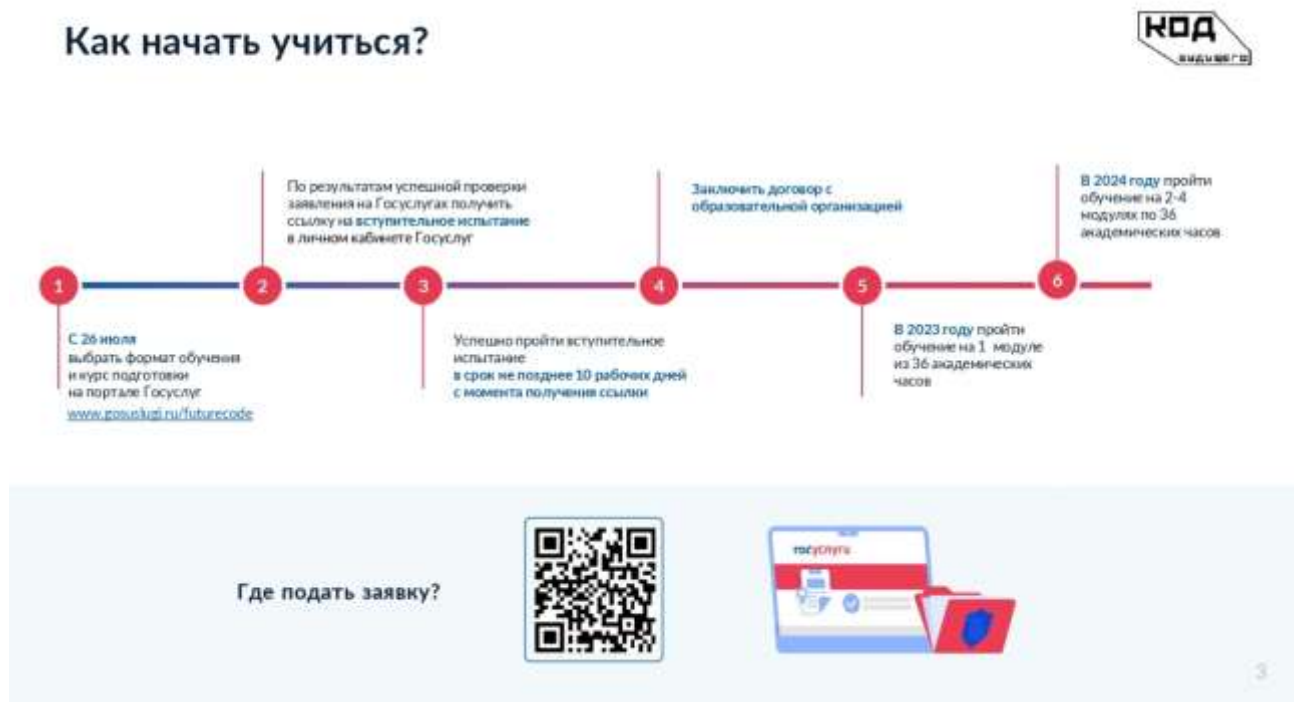 Как начать учиться?
КОД
БУДУЩЕГО
По результатам успешной проверки
заявления на Госуслугах получить
ссылку на вступительное испытание
в личном кабинете Госуслуг
Заключить договор с
образовательной организацией
В 2024 году пройти
обучение на 2-4
модулях по 36
академических часов
1
2
3
4
5
6
С 26 июля
выбрать формат обучения
и курс подготовки
на портале Госуслуг
www.gosuslugi.ru/futurecode
Успешно пройти вступительное
испытание
в срок не позднее 10 рабочих дней
с момента получения ссылки
В 2023 году пройти
обучение на 1 модуле
из 36 академических
часов
Где подать заявку?
госуслуги
3